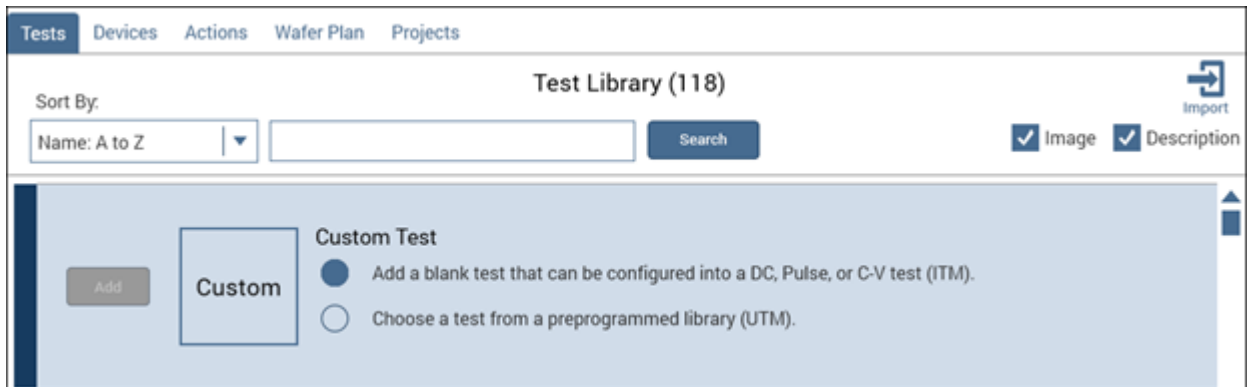 Tests Devices Actions Wafer Plan Projects
Test Library (118)
Import
Sort By:
Name: A to Z
Search
Image
Description
Custom Test
Add
Custom
Add a blank test that can be configured into a DC, Pulse, or C-V test (ITM).
Choose a test from a preprogrammed library (UTM).